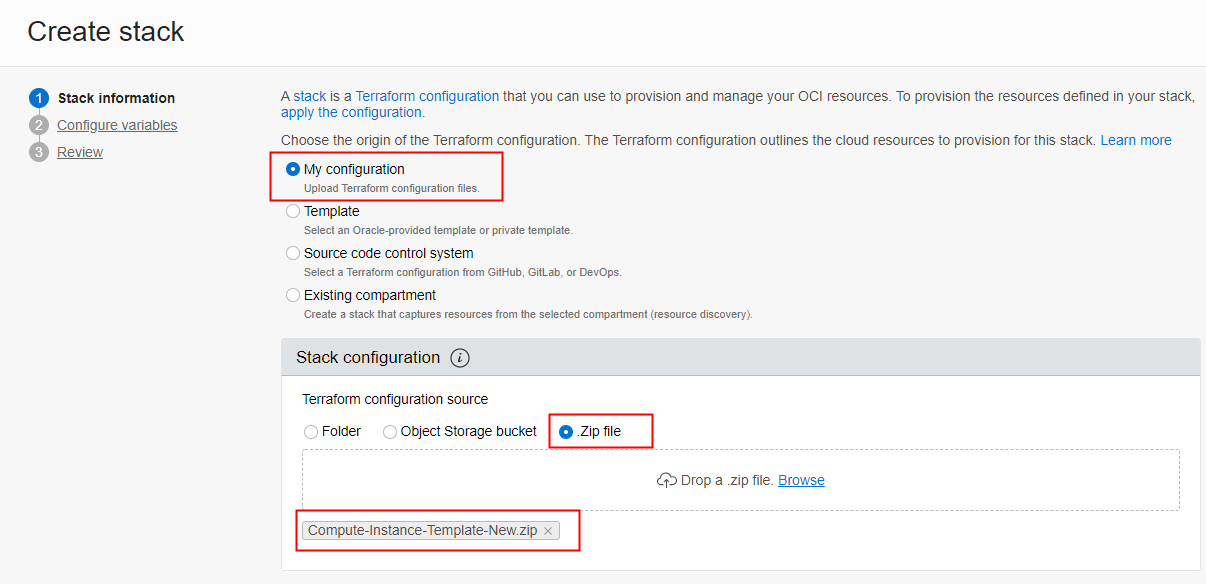 Create stack
1 Stack information
2 Configure variables
3 Review
A stack is a Terraform configuration that you can use to provision and manage your OCI resources. To provision the resources defined in your stack,
apply the configuration.
Choose the origin of the Terraform configuration. The Terraform configuration outlines the cloud resources to provision for this stack. Learn more
My configuration
Upload Terraform configuration files.
Template
Select an Oracle-provided template or private template.
Source code control system
Select a Terraform configuration from GitHub, GitLab, or DevOps.
Existing compartment
Create a stack that captures resources from the selected compartment (resource discovery).
Stack configuration i
Terraform configuration source
Folder Object Storage bucket .Zip file
Drop a .zip file. Browse
Compute-Instance-Template-New.zip ×